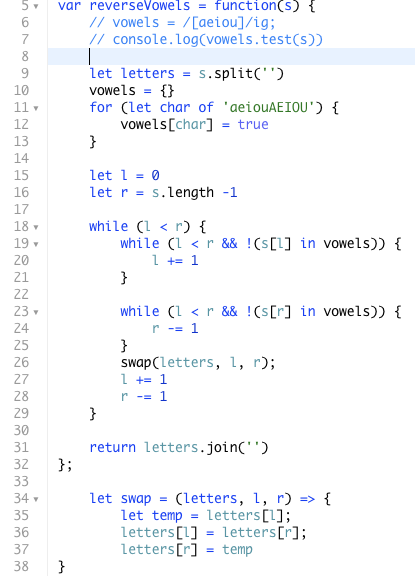 5 var reverseVowels = function(s) {
6     // vowels = /[aeiou]/ig;
7     // console.log(vowels.test(s))
8
9     let letters = s.split('')
10     vowels = {}
11     for (let char of 'aeiouAEIOU') {
12         vowels[char] = true
13     }
14
15     let l = 0
16     let r = s.length -1
17
18     while (l < r) {
19         while (l < r && !(s[l] in vowels)) {
20             l += 1
21         }
22
23         while (l < r && !(s[r] in vowels)) {
24             r -= 1
25         }
26         swap(letters, l, r);
27         l += 1
28         r -= 1
29     }
30
31     return letters.join('')
32 };
33
34     let swap = (letters, l, r) => {
35         let temp = letters[l];
36         letters[l] = letters[r];
37         letters[r] = temp
38 }